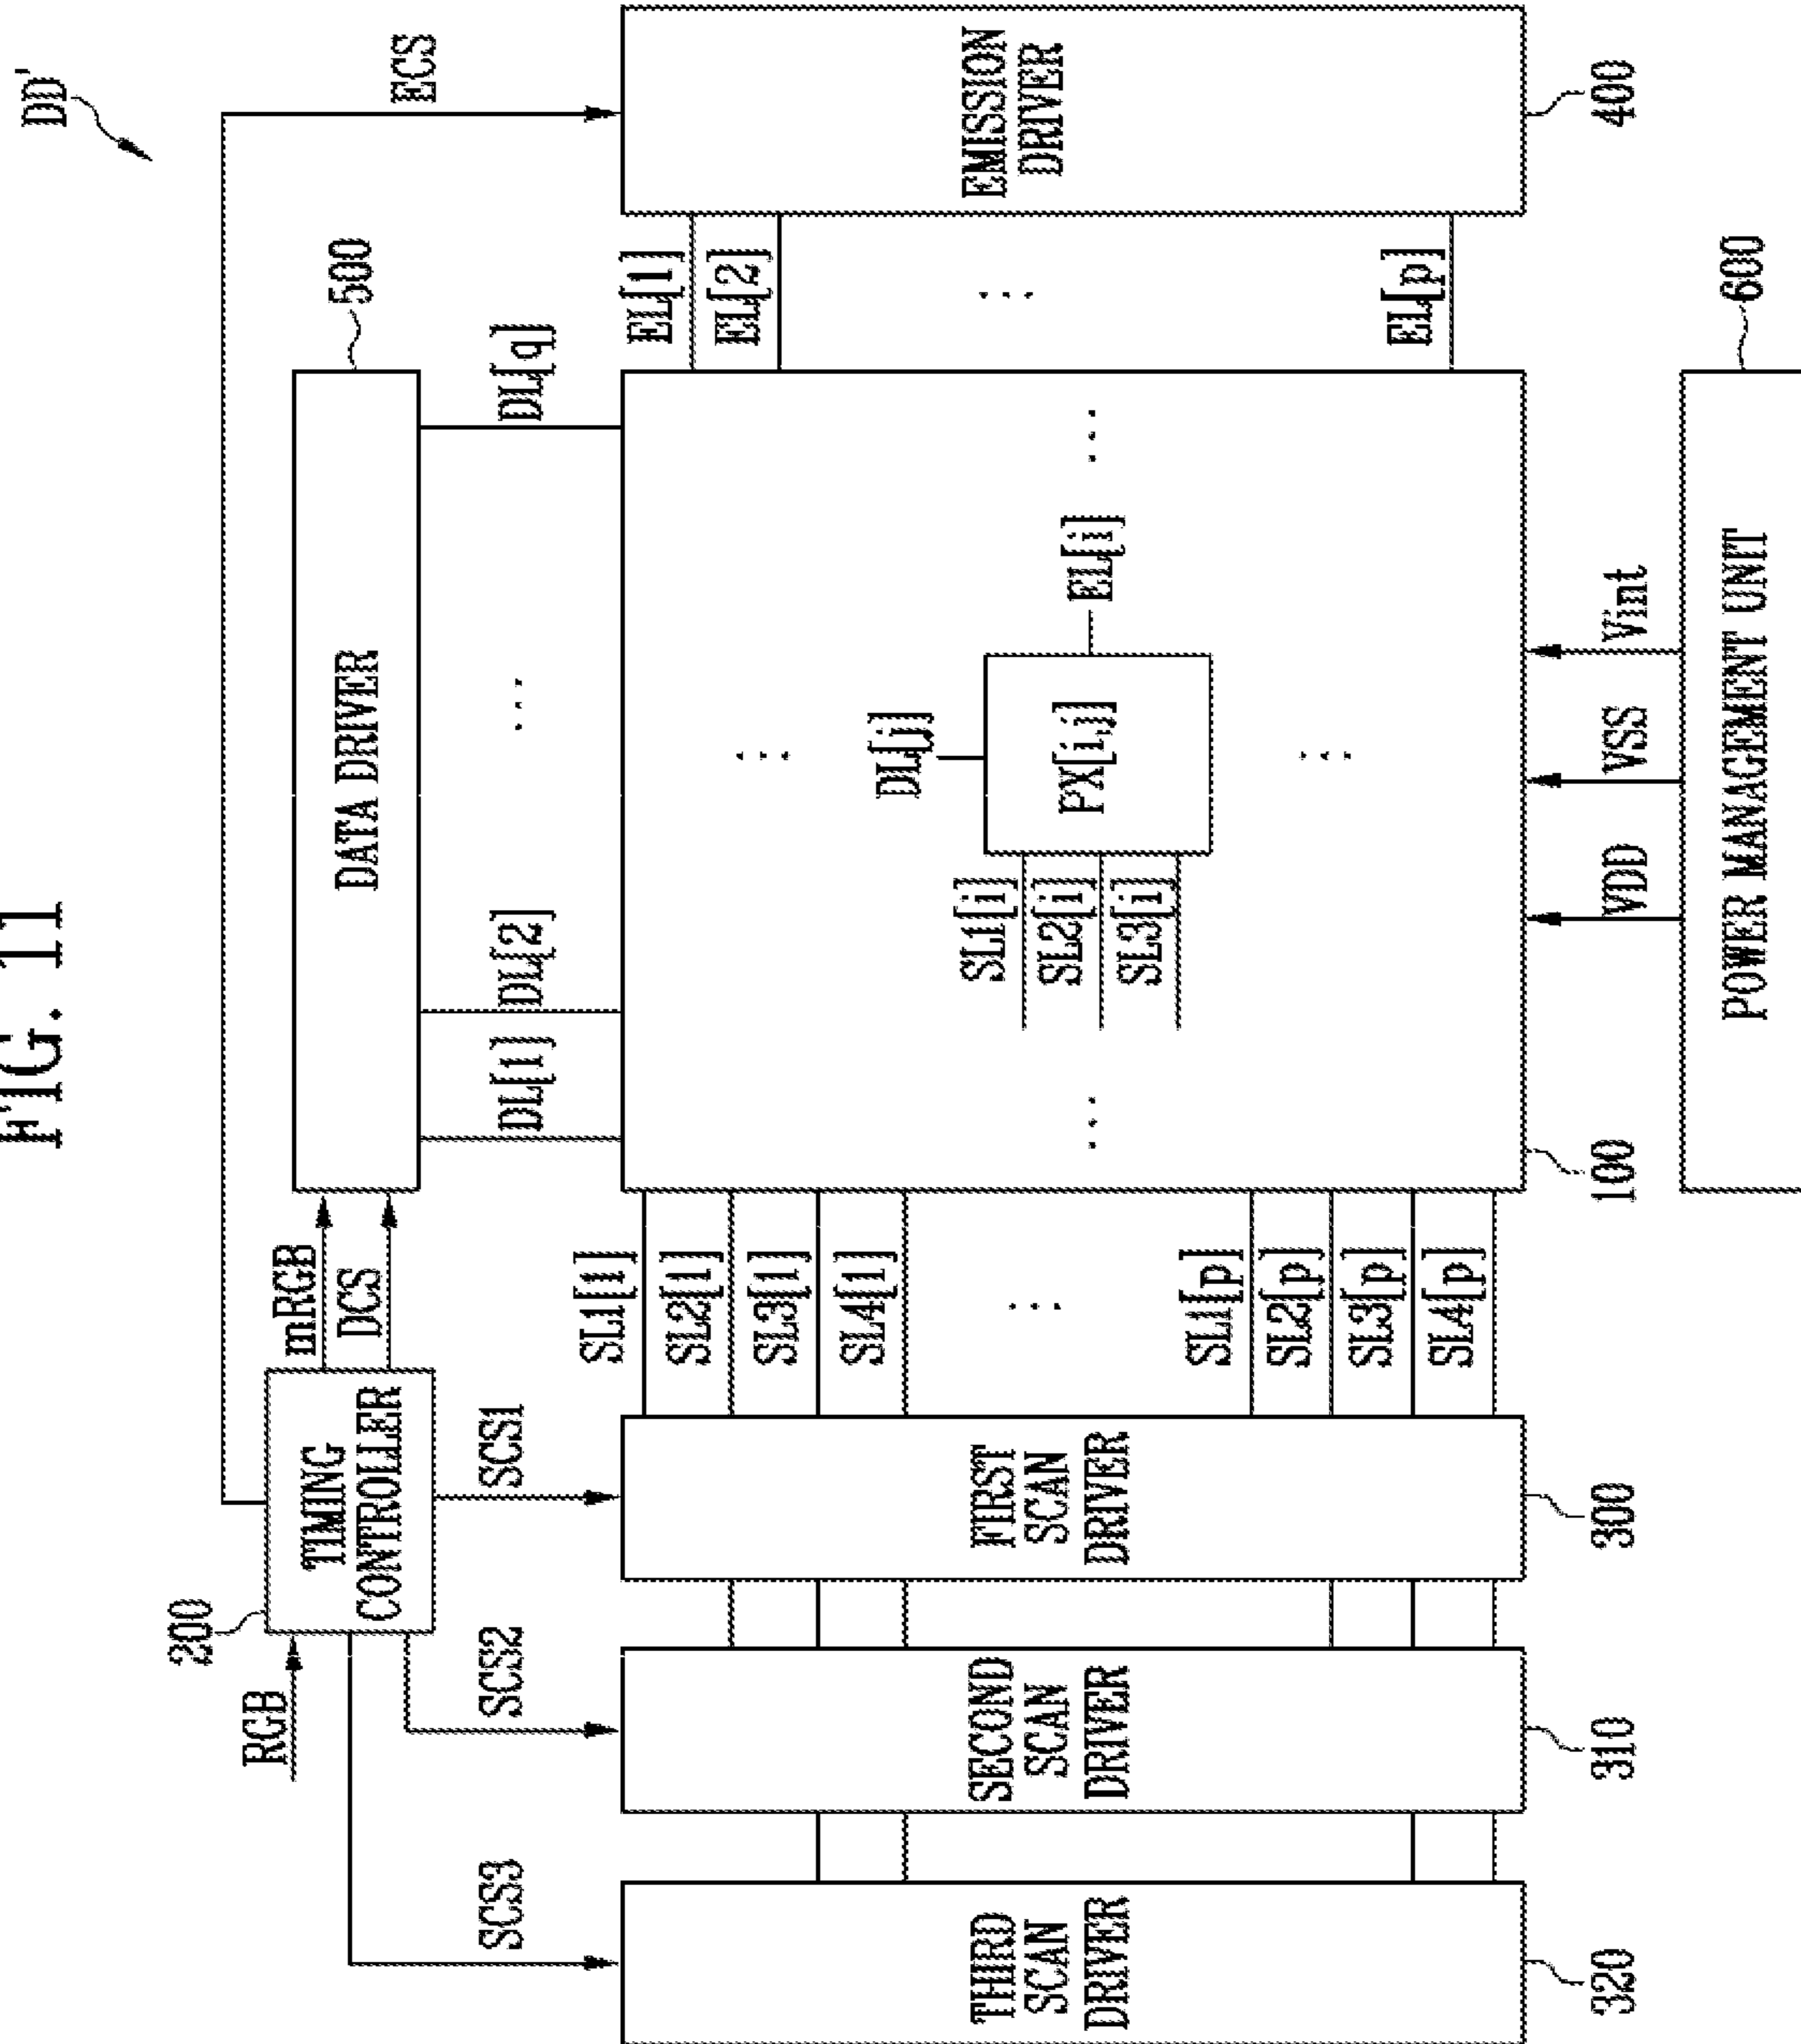 FIG. 11
DD'
200
RGB
TIMING
CONTROLLER
mRGB
DCS
DATA DRIVER
500
ECS
SCS3
SCS2
SCS1
DL[1]
DL[2]
...
DL[q]
THIRD
SCAN
DRIVER
320
SECOND
SCAN
DRIVER
310
FIRST
SCAN
DRIVER
300
SL1[1]
SL2[1]
SL3[1]
SL4[1]
...
SL1[p]
SL2[p]
SL3[p]
SL4[p]
...
DL[j]
SL1[i]
SL2[i]
SL3[i]
PX[i,j]
EL[i]
...
...
...
100
EL[1]
EL[2]
...
EL[p]
EMISSION
DRIVER
400
VDD
VSS
Vint
POWER MANAGEMENT UNIT
600